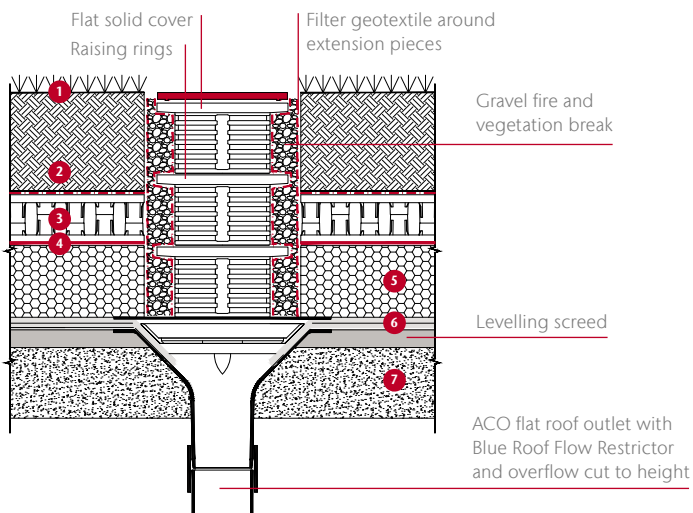 Flat solid cover
Raising rings
Filter geotextile around
extension pieces
Gravel fire and
vegetation break
1
2
3
4
5
6
Levelling screed
7
ACO flat roof outlet with
Blue Roof Flow Restrictor
and overflow cut to height